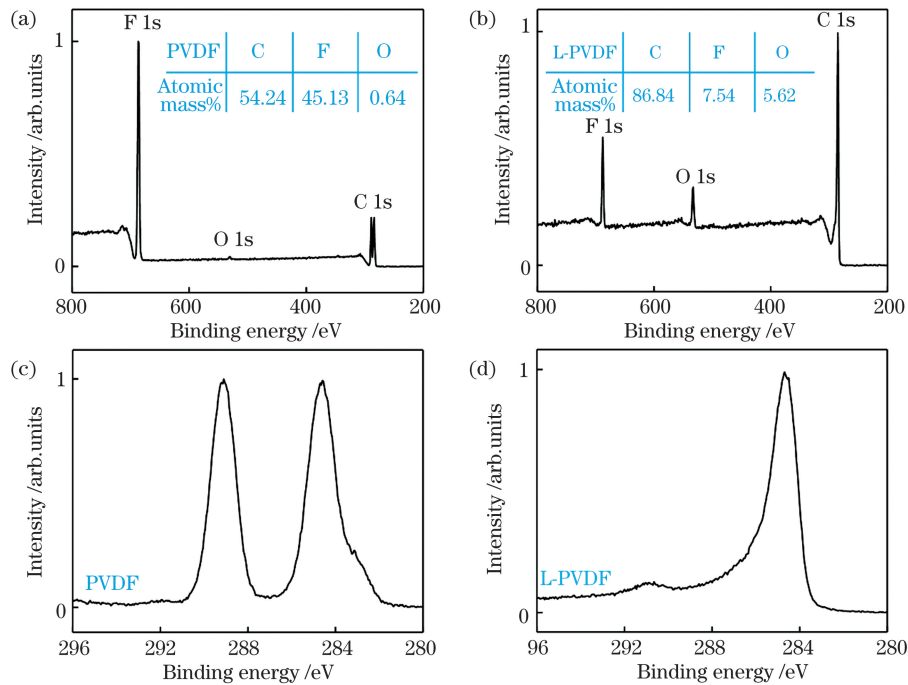 (a)
F 1s
1
PVDF C F O
Atomic mass% 54.24 45.13 0.64
C 1s
O 1s
0
800 600 400 200
Binding energy /eV
Intensity /arb.units
(b)
C 1s
1
L-PVDF C F O
Atomic mass% 86.84 7.54 5.62
F 1s
O 1s
0
800 600 400 200
Binding energy /eV
Intensity /arb.units
(c)
1
PVDF
0
296 292 288 284 280
Binding energy /eV
Intensity /arb.units
(d)
1
L-PVDF
0
96 292 288 284 280
Binding energy /eV
Intensity /arb.units